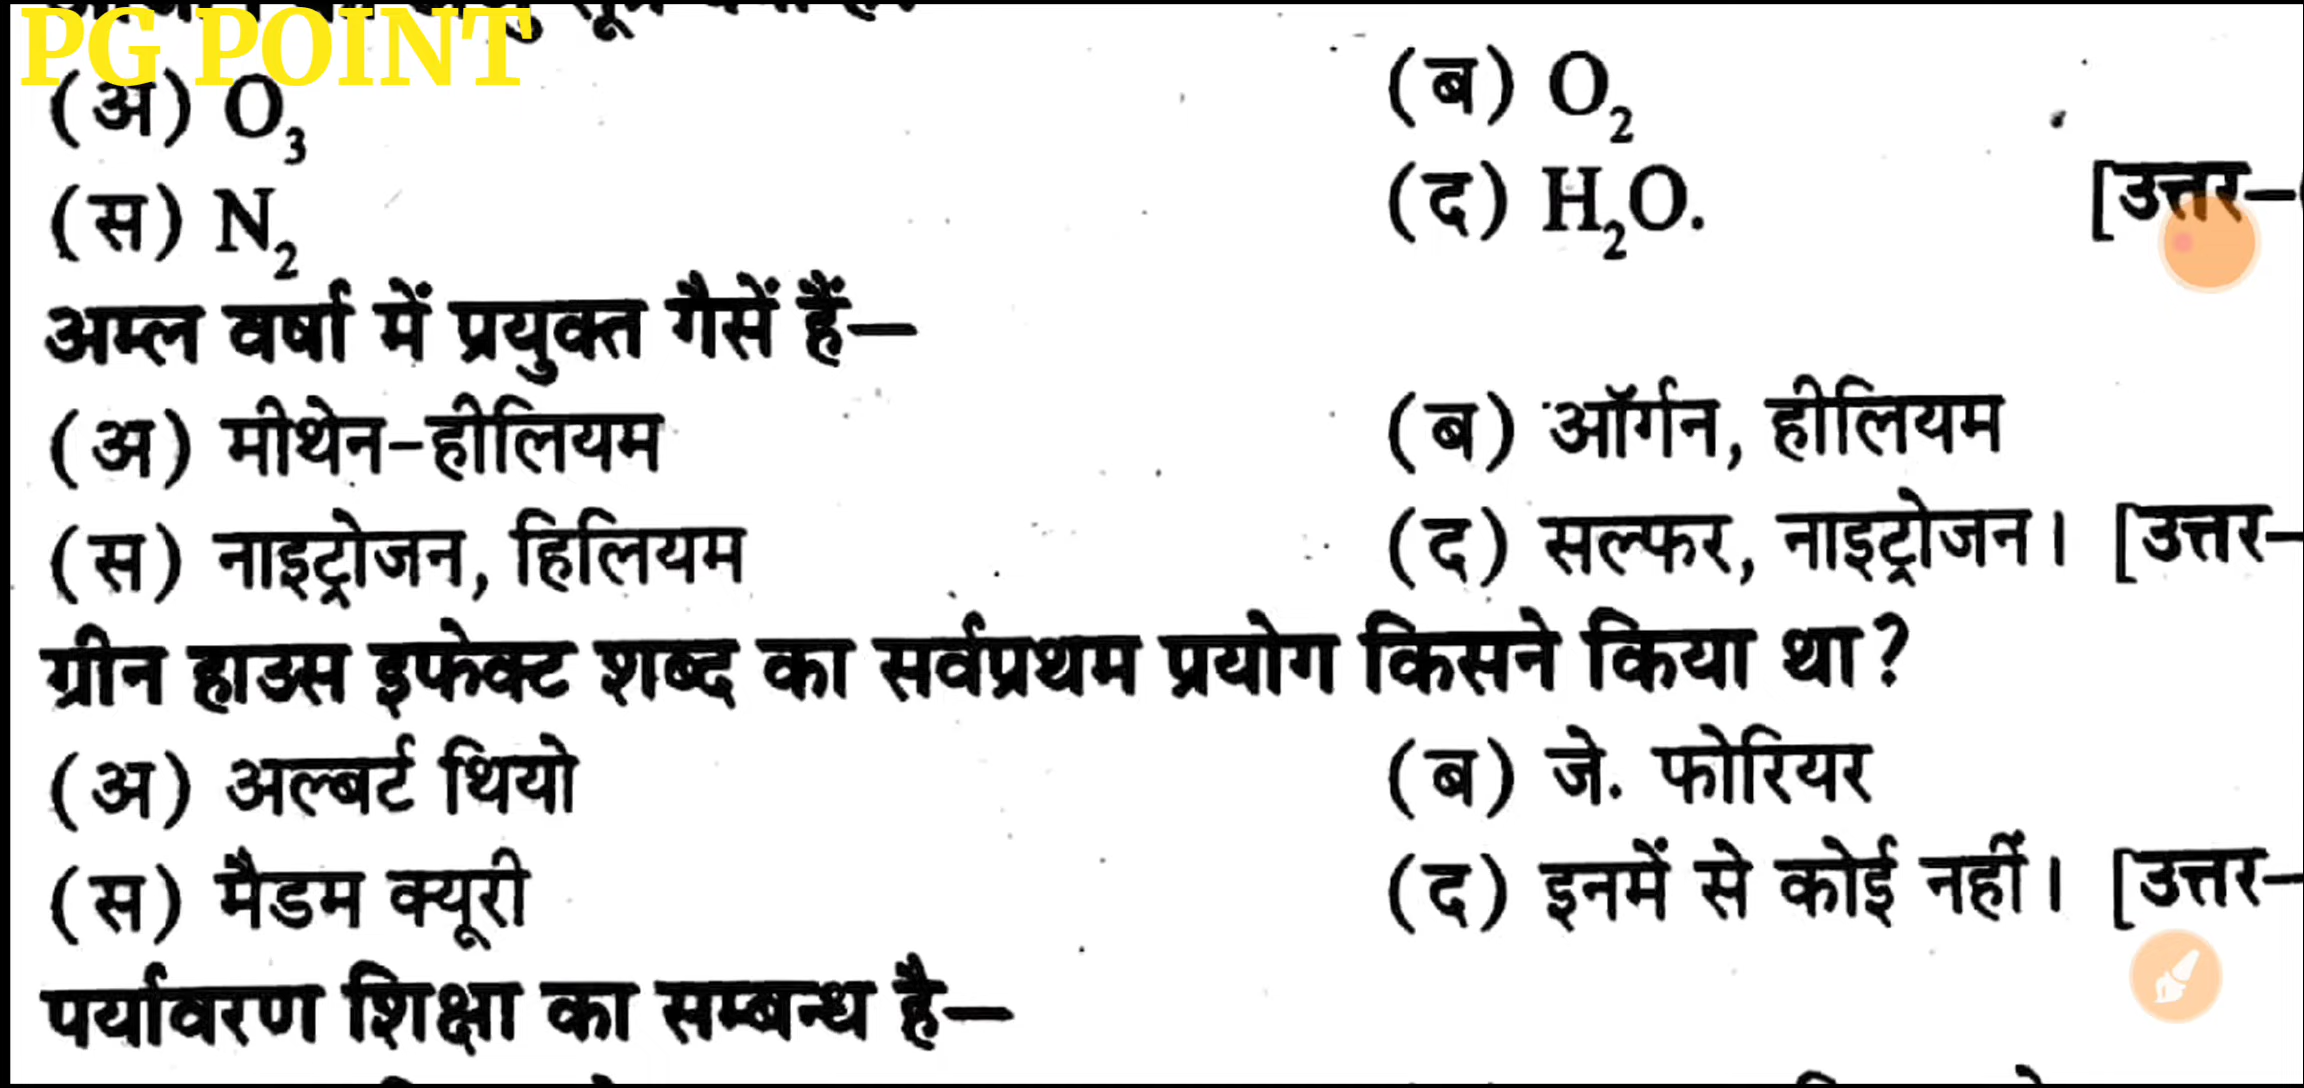 PG POINT
(अ) O₃ (ब) O₂
(स) N₂ (द) H₂O. [उत्तर–
अम्ल वर्षा में प्रयुक्त गैसें हैं—
(अ) मीथेन-हीलियम (ब) ऑर्गन, हीलियम
(स) नाइट्रोजन, हिलियम (द) सल्फर, नाइट्रोजन। [उत्तर–
ग्रीन हाउस इफेक्ट शब्द का सर्वप्रथम प्रयोग किसने किया था?
(अ) अल्बर्ट थियो (ब) जे. फोरियर
(स) मैडम क्यूरी (द) इनमें से कोई नहीं। [उत्तर–
पर्यावरण शिक्षा का सम्बन्ध है—